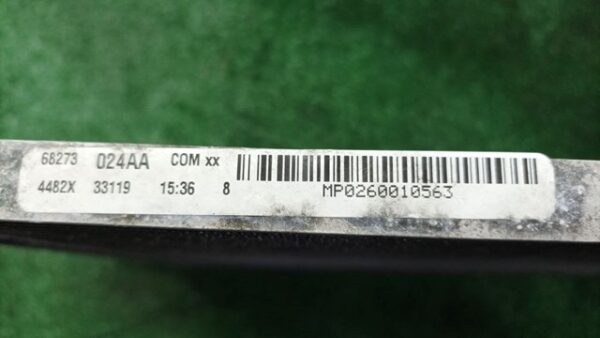 68273 024AA COM xx
4482X 33119 15:36 8
MP0260010563